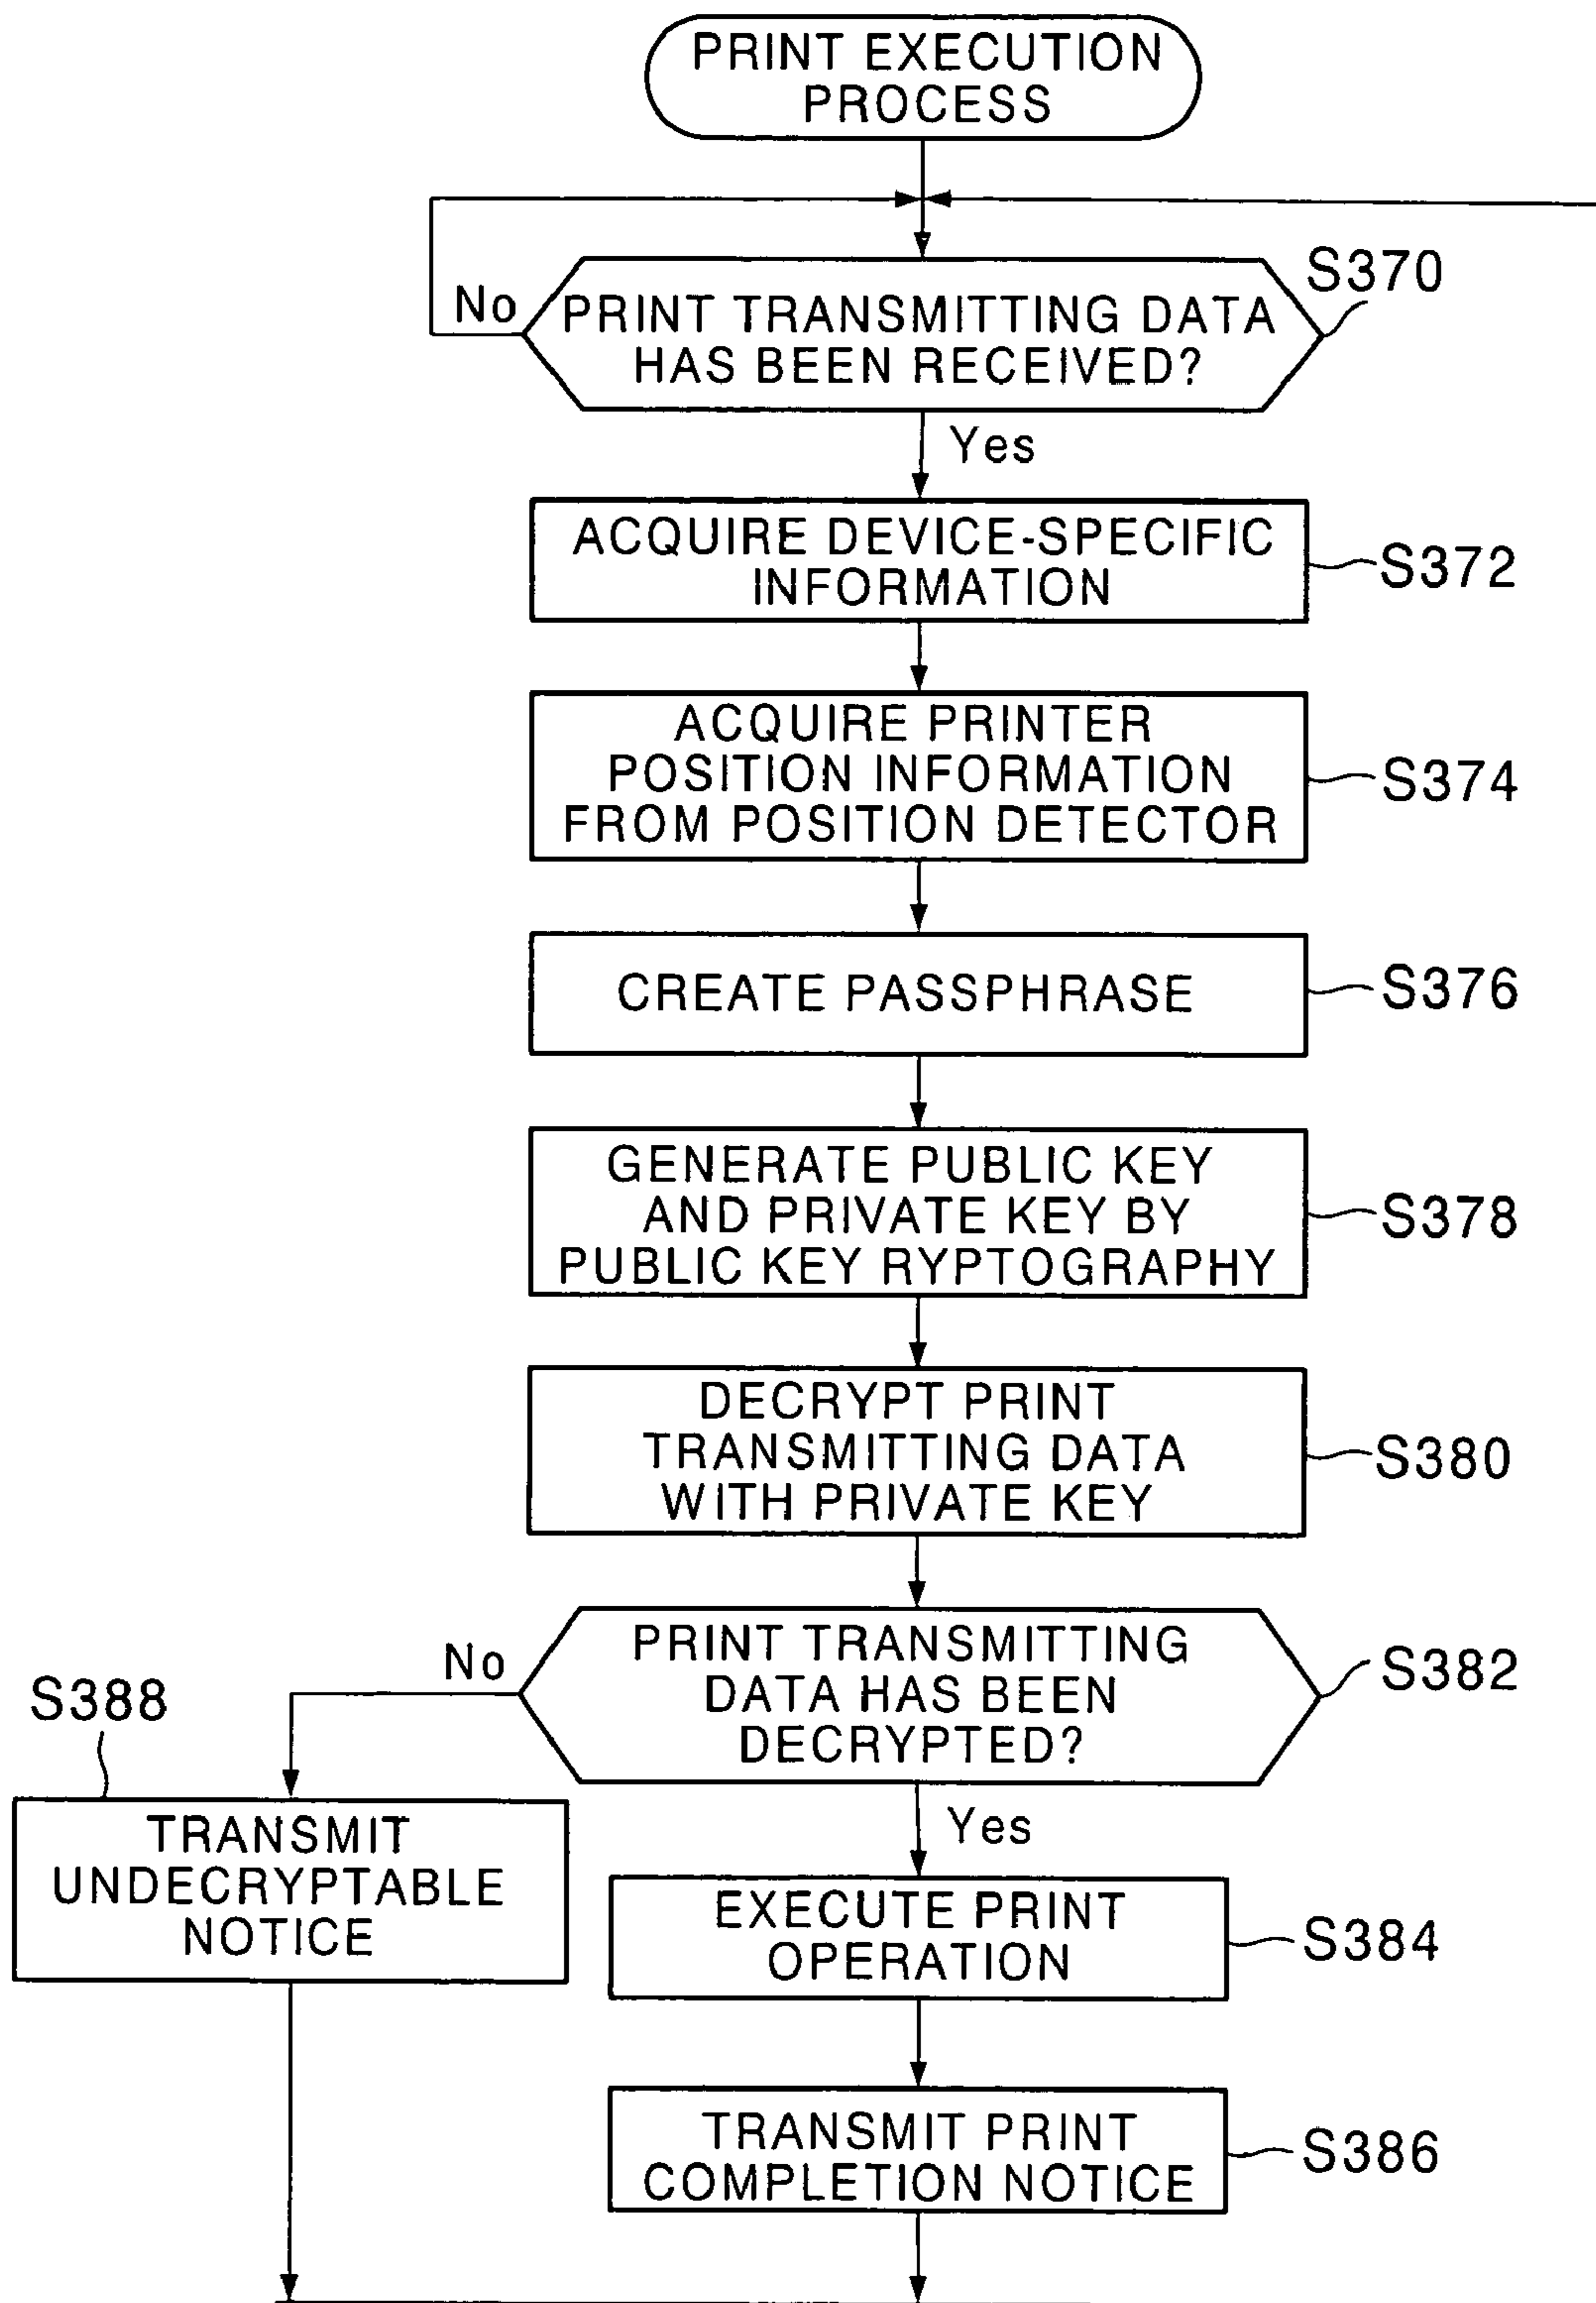 PRINT EXECUTION
PROCESS
S370
No
PRINT TRANSMITTING DATA
HAS BEEN RECEIVED?
Yes
ACQUIRE DEVICE-SPECIFIC
INFORMATION
S372
ACQUIRE PRINTER
POSITION INFORMATION
FROM POSITION DETECTOR
S374
CREATE PASSPHRASE
S376
GENERATE PUBLIC KEY
AND PRIVATE KEY BY
PUBLIC KEY RYPTOGRAPHY
S378
DECRYPT PRINT
TRANSMITTING DATA
WITH PRIVATE KEY
S380
No
PRINT TRANSMITTING
DATA HAS BEEN
DECRYPTED?
S382
S388
TRANSMIT
UNDECRYPTABLE
NOTICE
Yes
EXECUTE PRINT
OPERATION
S384
TRANSMIT PRINT
COMPLETION NOTICE
S386